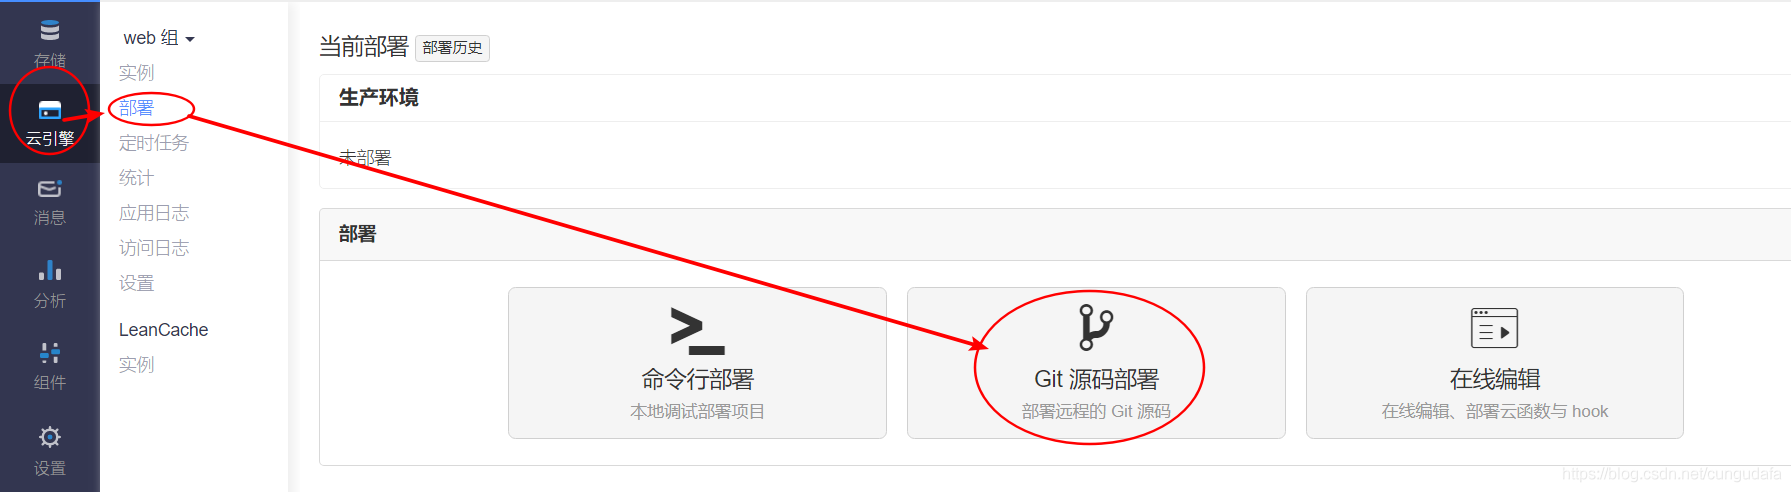 存储
云引擎
消息
分析
组件
设置
web 组
实例
部署
定时任务
统计
应用日志
访问日志
设置
LeanCache
实例
当前部署 部署历史
生产环境
未部署
部署
命令行部署
本地调试部署项目
Git 源码部署
部署远程的 Git 源码
在线编辑
在线编辑、部署云函数与 hook
https://blog.csdn.net/cungudafa